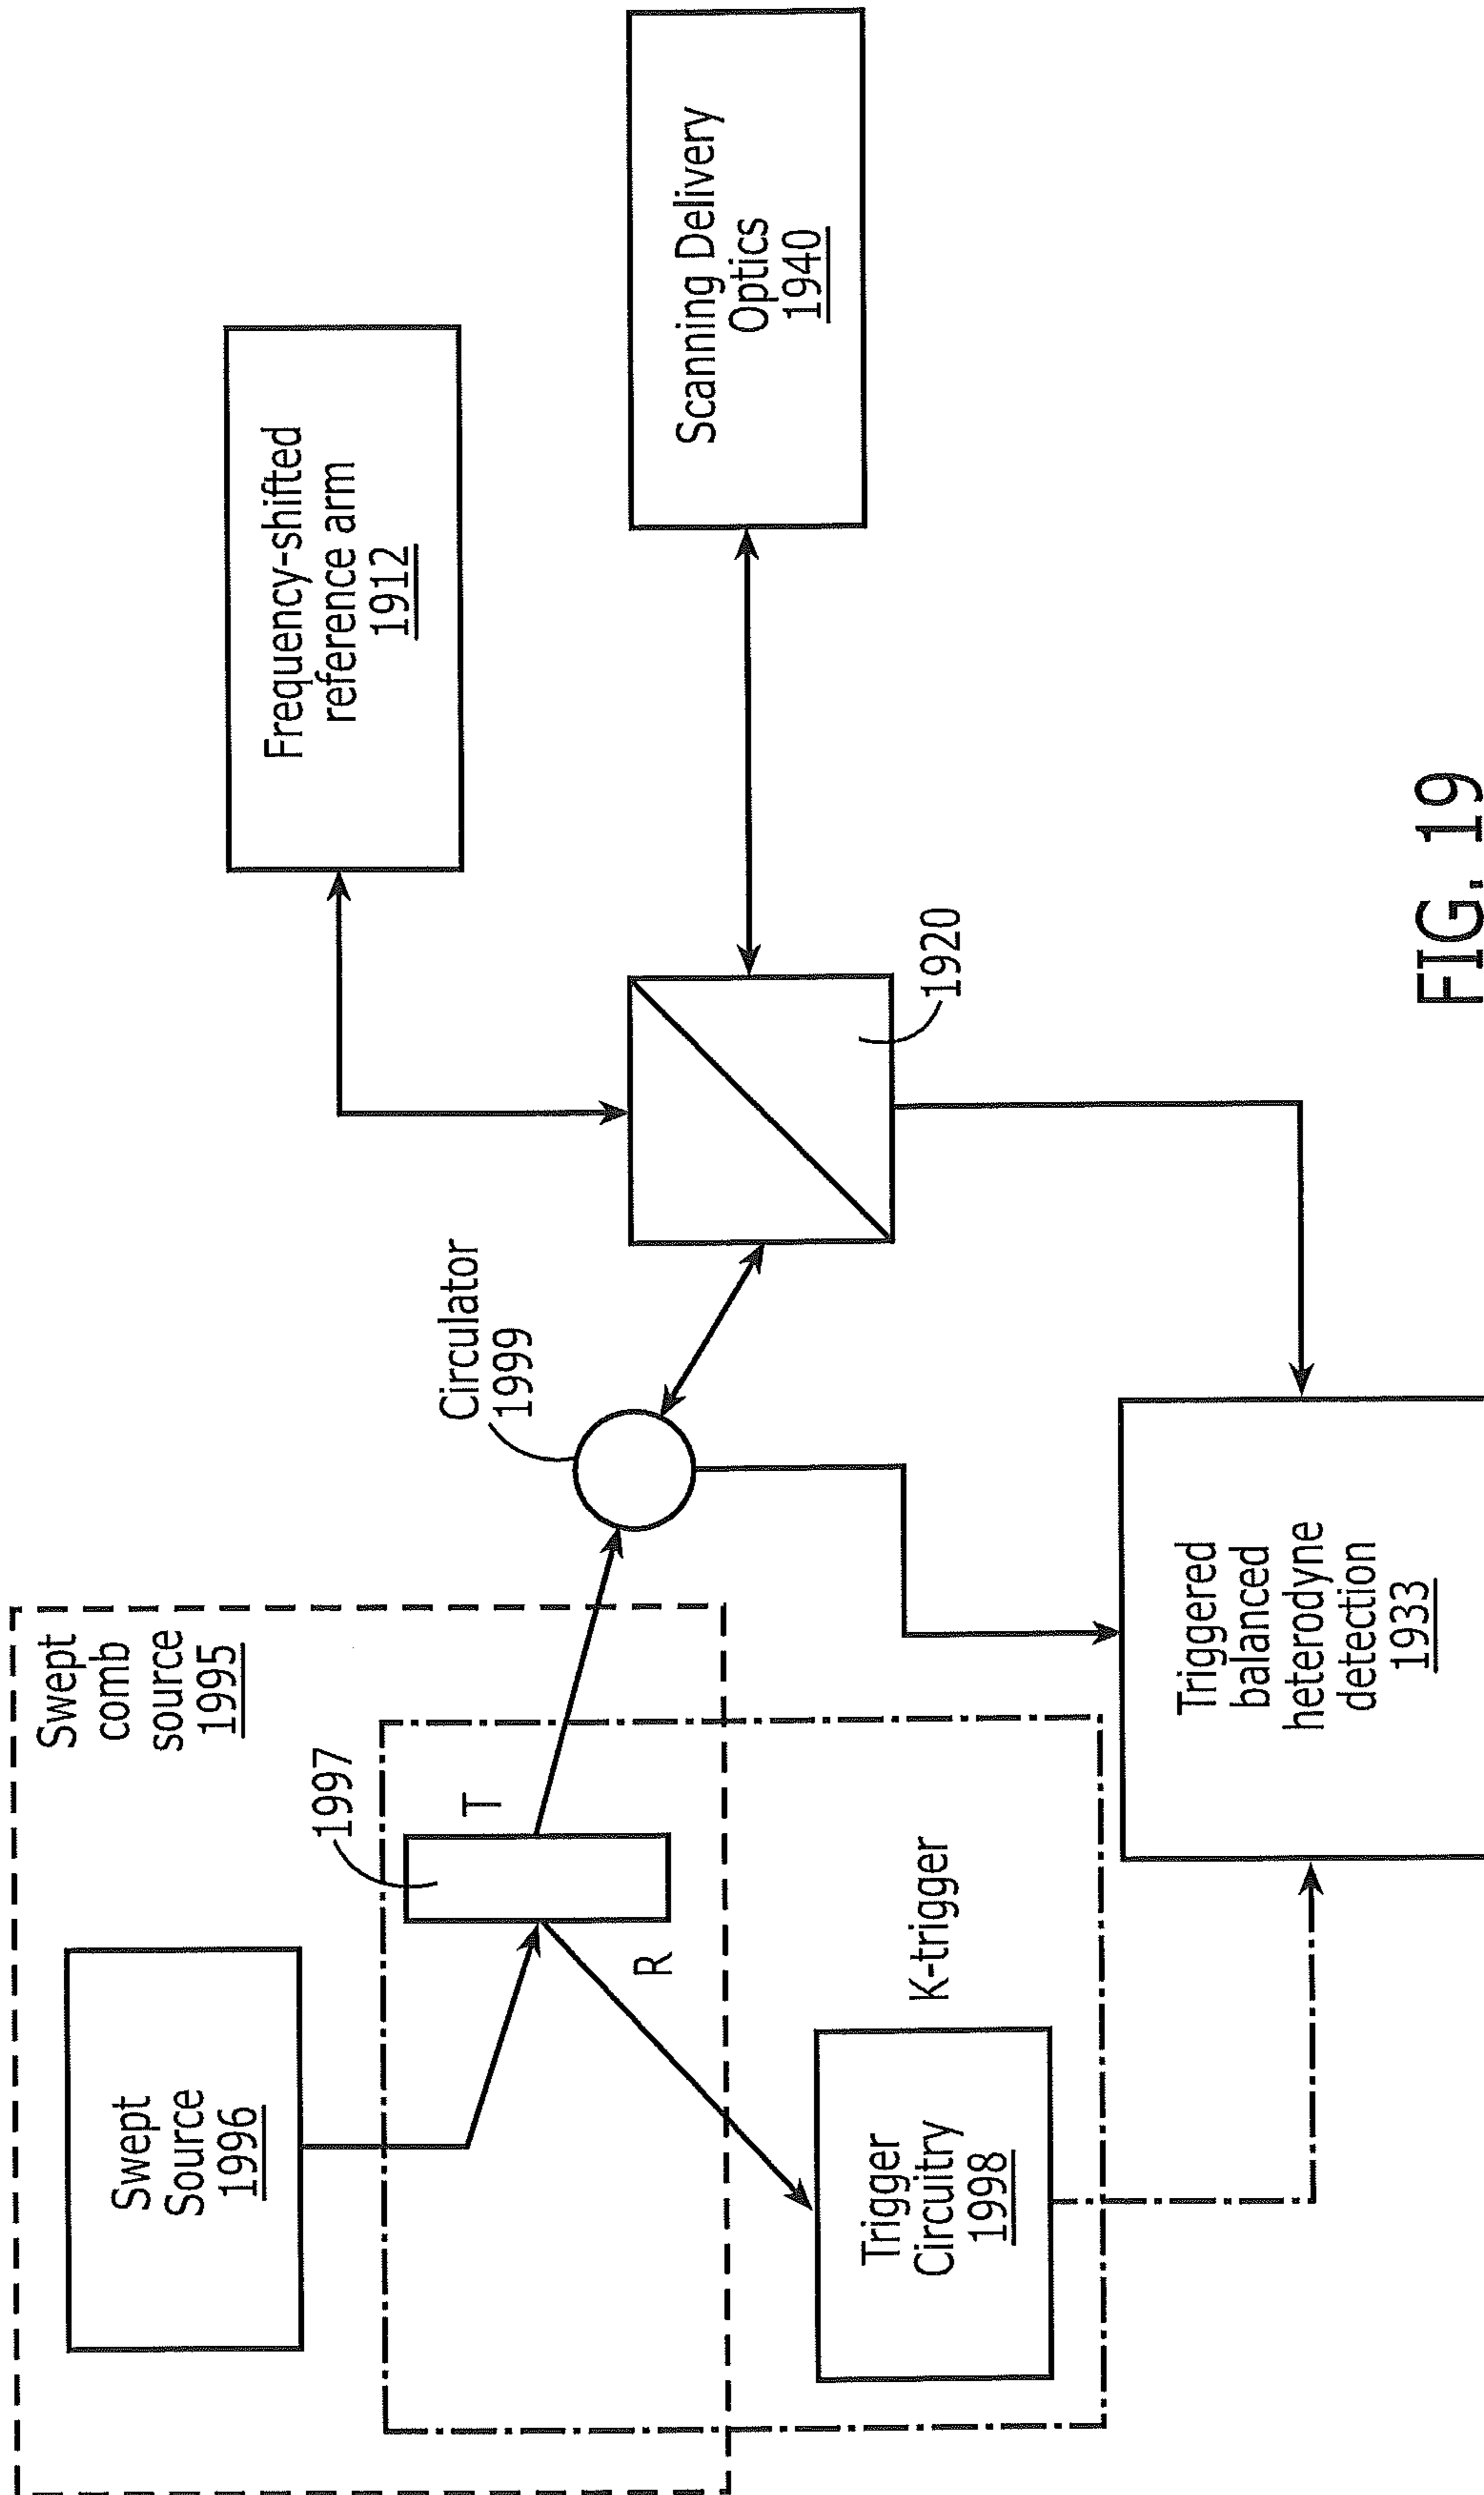 Swept
comb
source
1995
Swept
Source
1996
1997
T
R
K-trigger
Trigger
Circuitry
1998
Circulator
1999
Frequency-shifted
reference arm
1912
Scanning Delivery
Optics
1940
1920
Triggered
balanced
heterodyne
detection
1933
FIG. 19